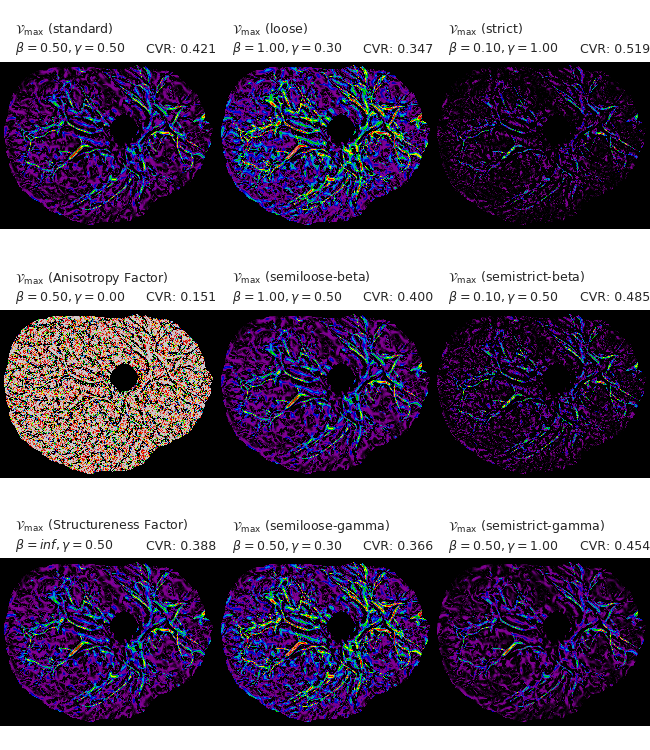 𝒱max (standard)
β = 0.50, γ = 0.50 CVR: 0.421
𝒱max (loose)
β = 1.00, γ = 0.30 CVR: 0.347
𝒱max (strict)
β = 0.10, γ = 1.00 CVR: 0.519
𝒱max (Anisotropy Factor)
β = 0.50, γ = 0.00 CVR: 0.151
𝒱max (semiloose-beta)
β = 1.00, γ = 0.50 CVR: 0.400
𝒱max (semistrict-beta)
β = 0.10, γ = 0.50 CVR: 0.485
𝒱max (Structureness Factor)
β = inf, γ = 0.50 CVR: 0.388
𝒱max (semiloose-gamma)
β = 0.50, γ = 0.30 CVR: 0.366
𝒱max (semistrict-gamma)
β = 0.50, γ = 1.00 CVR: 0.454